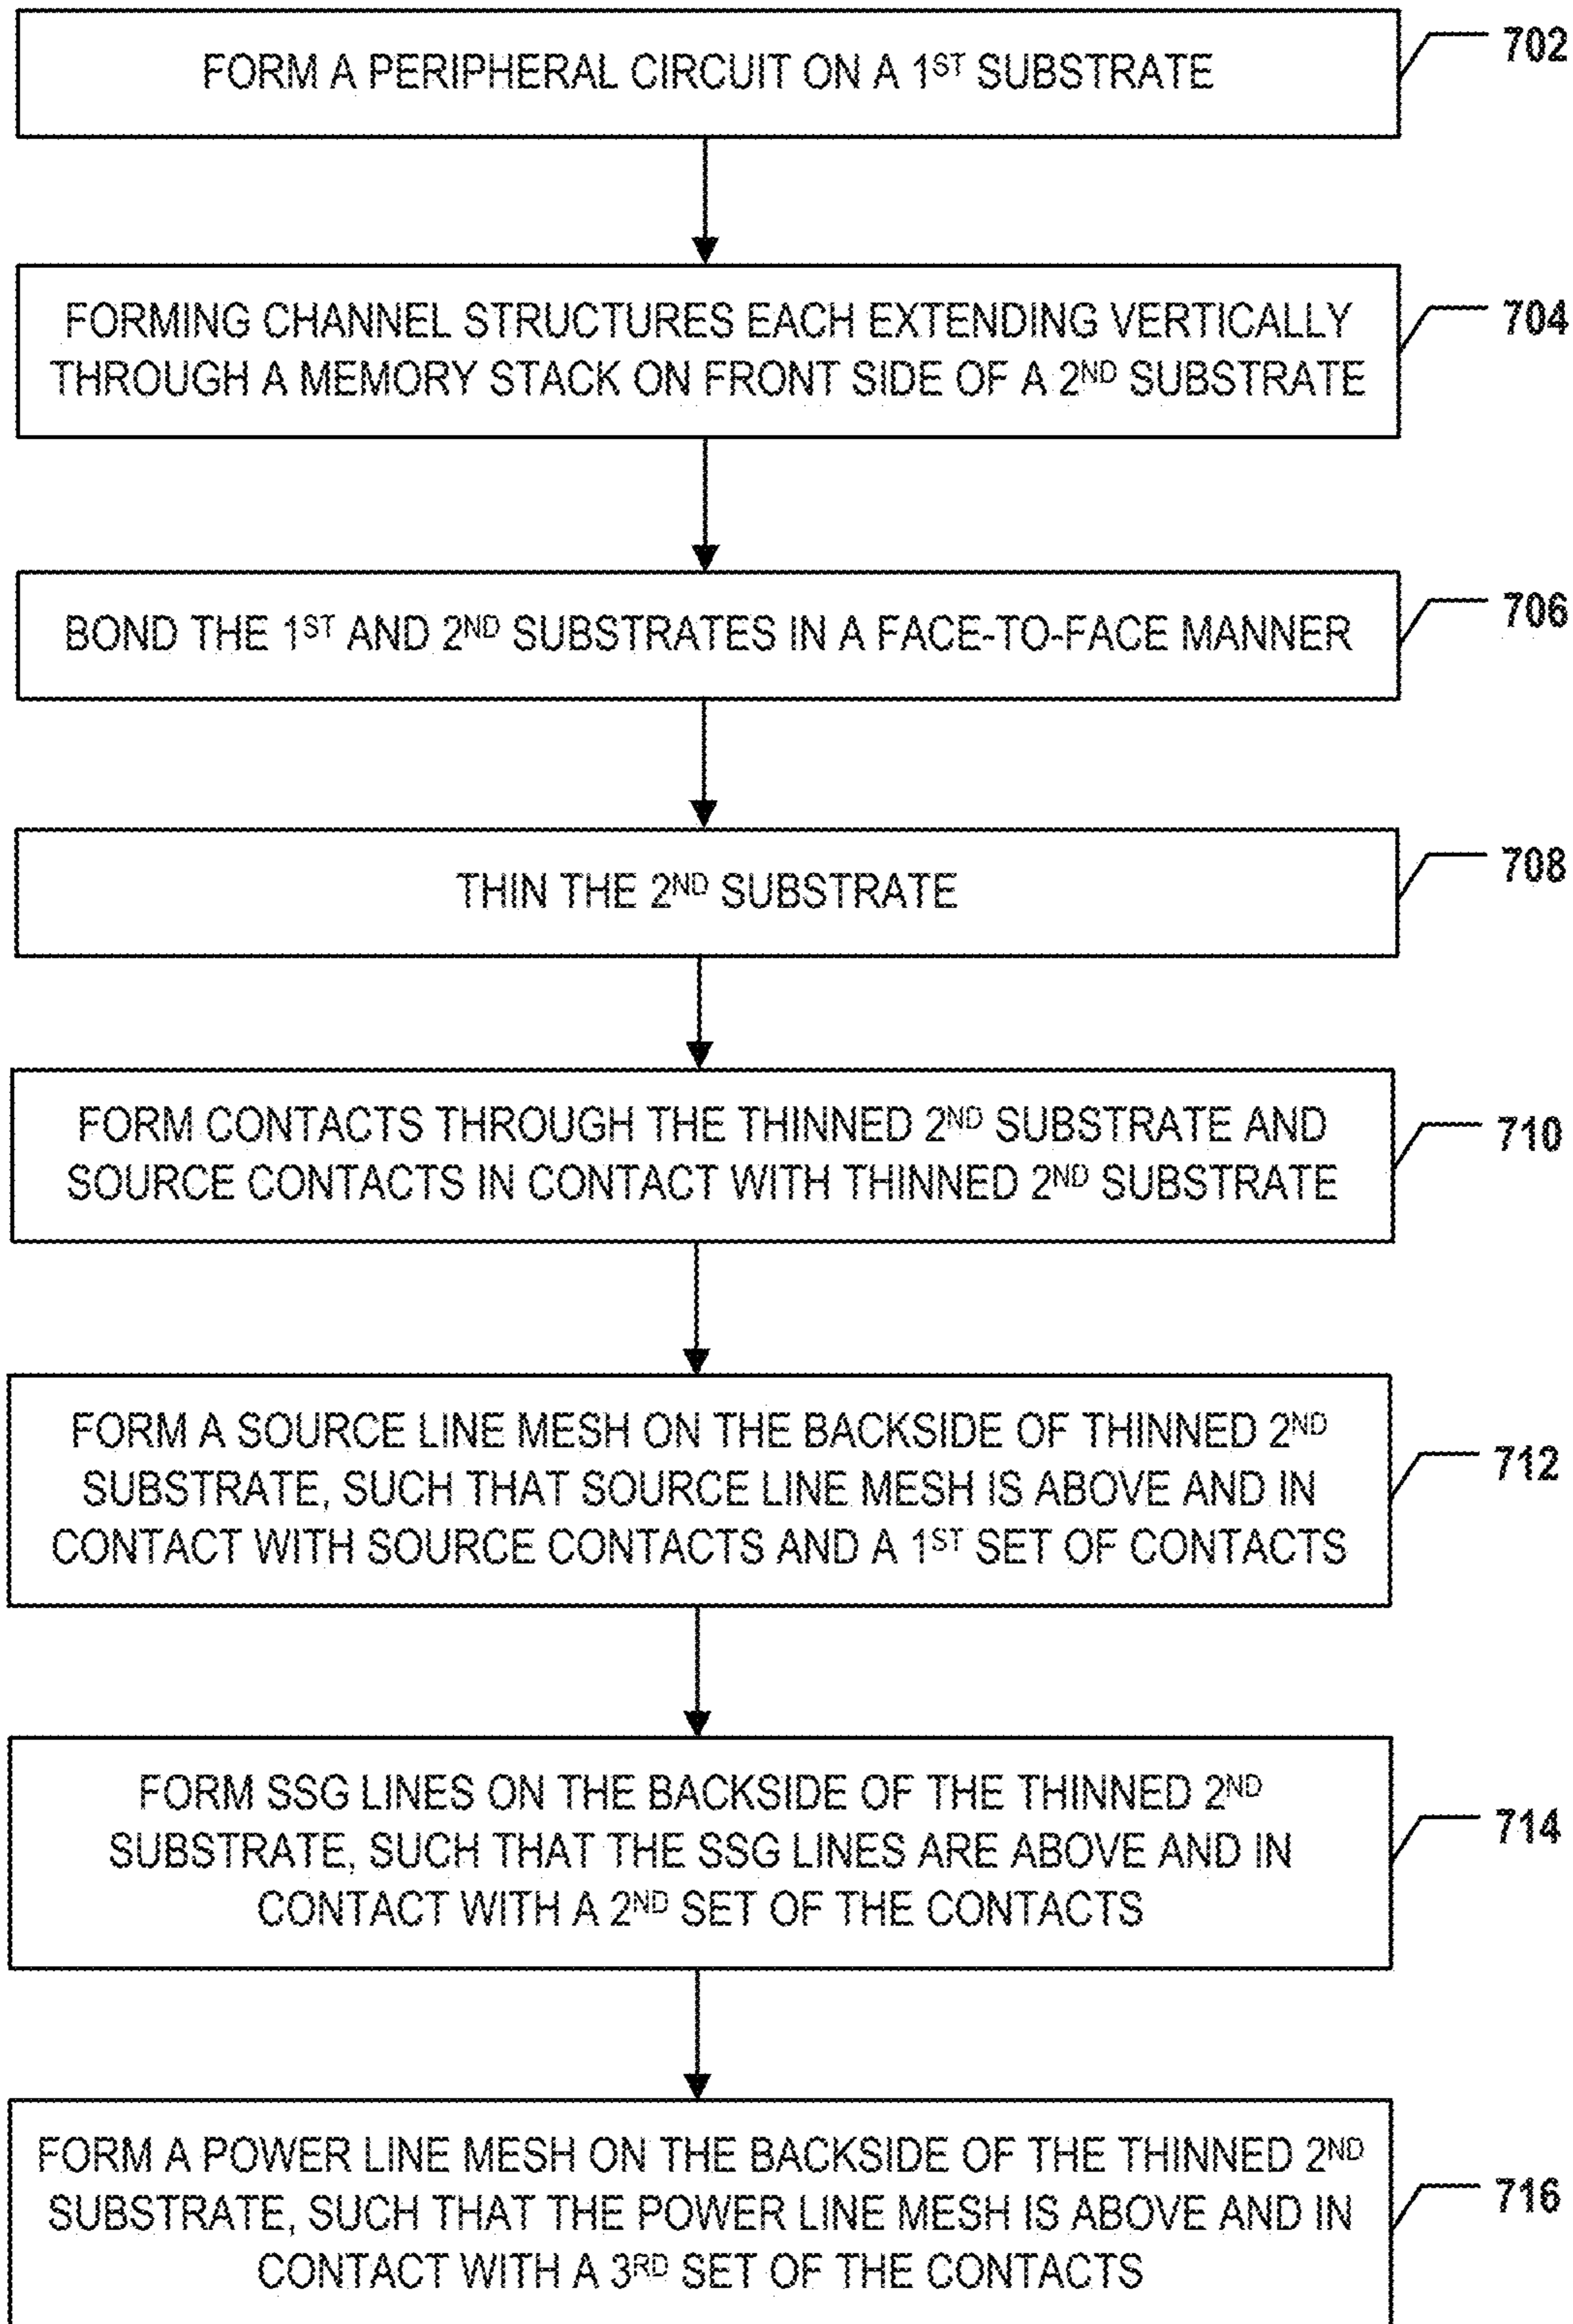 FORM A PERIPHERAL CIRCUIT ON A 1ST SUBSTRATE
702
FORMING CHANNEL STRUCTURES EACH EXTENDING VERTICALLY
THROUGH A MEMORY STACK ON FRONT SIDE OF A 2ND SUBSTRATE
704
BOND THE 1ST AND 2ND SUBSTRATES IN A FACE-TO-FACE MANNER
706
THIN THE 2ND SUBSTRATE
708
FORM CONTACTS THROUGH THE THINNED 2ND SUBSTRATE AND
SOURCE CONTACTS IN CONTACT WITH THINNED 2ND SUBSTRATE
710
FORM A SOURCE LINE MESH ON THE BACKSIDE OF THINNED 2ND
SUBSTRATE, SUCH THAT SOURCE LINE MESH IS ABOVE AND IN
CONTACT WITH SOURCE CONTACTS AND A 1ST SET OF CONTACTS
712
FORM SSG LINES ON THE BACKSIDE OF THE THINNED 2ND
SUBSTRATE, SUCH THAT THE SSG LINES ARE ABOVE AND IN
CONTACT WITH A 2ND SET OF THE CONTACTS
714
FORM A POWER LINE MESH ON THE BACKSIDE OF THE THINNED 2ND
SUBSTRATE, SUCH THAT THE POWER LINE MESH IS ABOVE AND IN
CONTACT WITH A 3RD SET OF THE CONTACTS
716